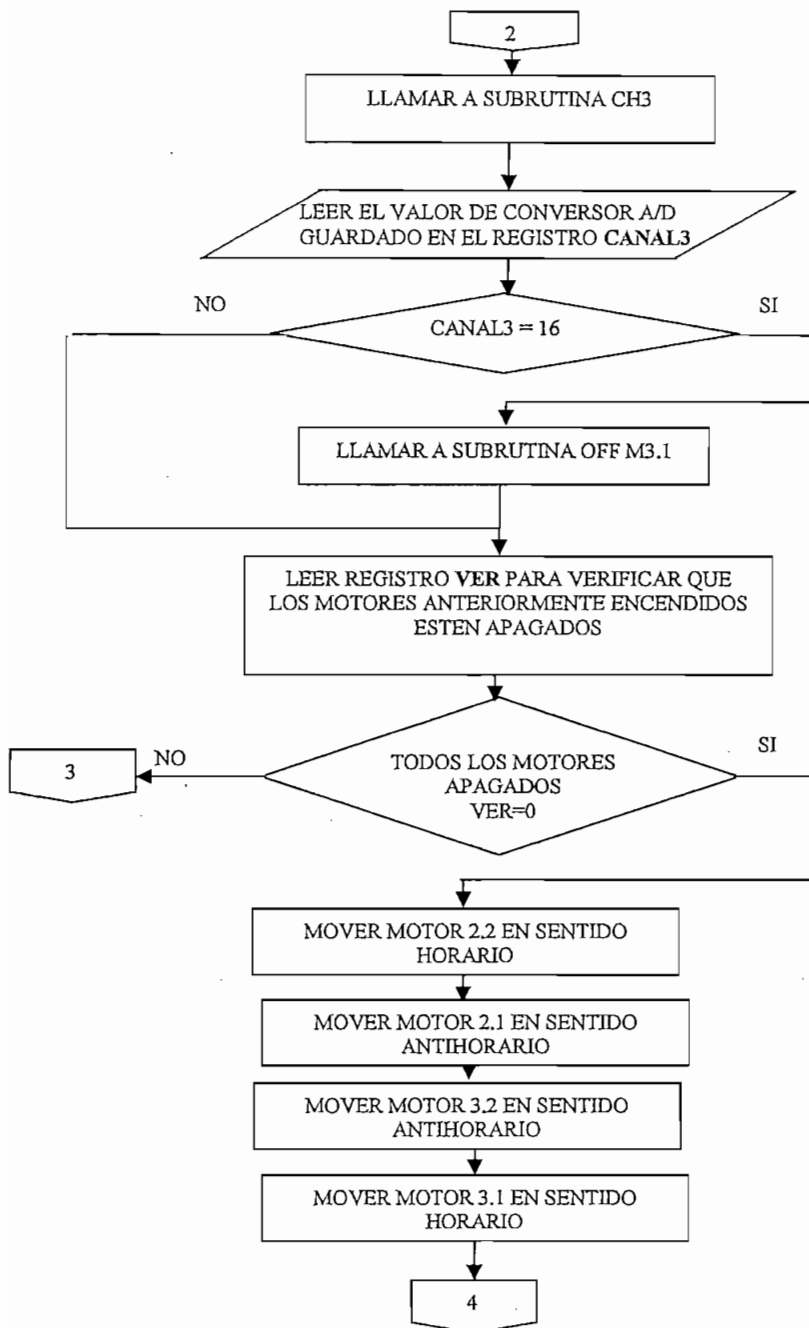 2
LLAMAR A SUBRUTINA CH3
LEER EL VALOR DE CONVERSOR A/D
GUARDADO EN EL REGISTRO CANAL3
NO
SI
CANAL3 = 16
LLAMAR A SUBRUTINA OFF M3.1
LEER REGISTRO VER PARA VERIFICAR QUE
LOS MOTORES ANTERIORMENTE ENCENDIDOS
ESTEN APAGADOS
3
NO
SI
TODOS LOS MOTORES
APAGADOS
VER=0
MOVER MOTOR 2.2 EN SENTIDO
HORARIO
MOVER MOTOR 2.1 EN SENTIDO
ANTIHORARIO
MOVER MOTOR 3.2 EN SENTIDO
ANTIHORARIO
MOVER MOTOR 3.1 EN SENTIDO
HORARIO
4